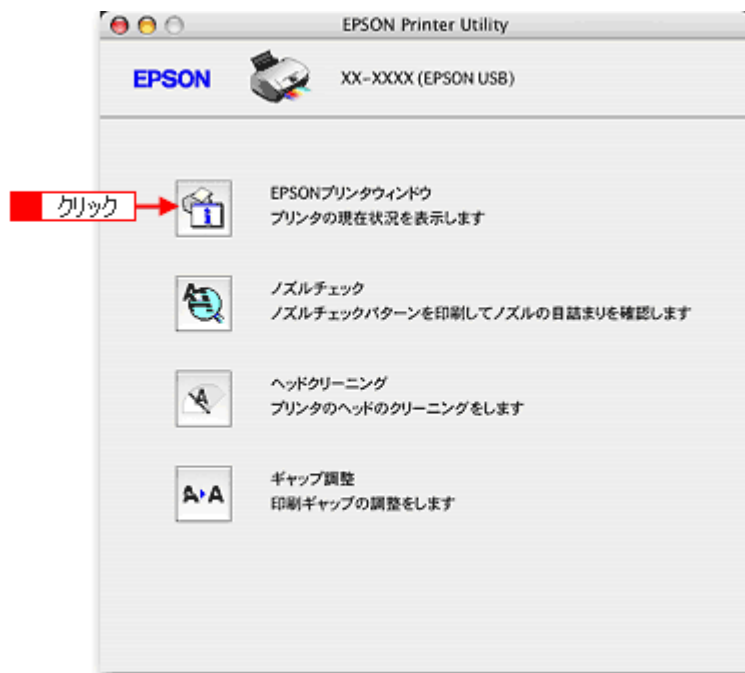 EPSON Printer Utility
EPSON
XX-XXXX (EPSON USB)
クリック
EPSONプリンタウィンドウ
プリンタの現在状況を表示します
ノズルチェック
ノズルチェックパターンを印刷してノズルの目詰まりを確認します
ヘッドクリーニング
プリンタのヘッドのクリーニングをします
ギャップ調整
印刷ギャップの調整をします